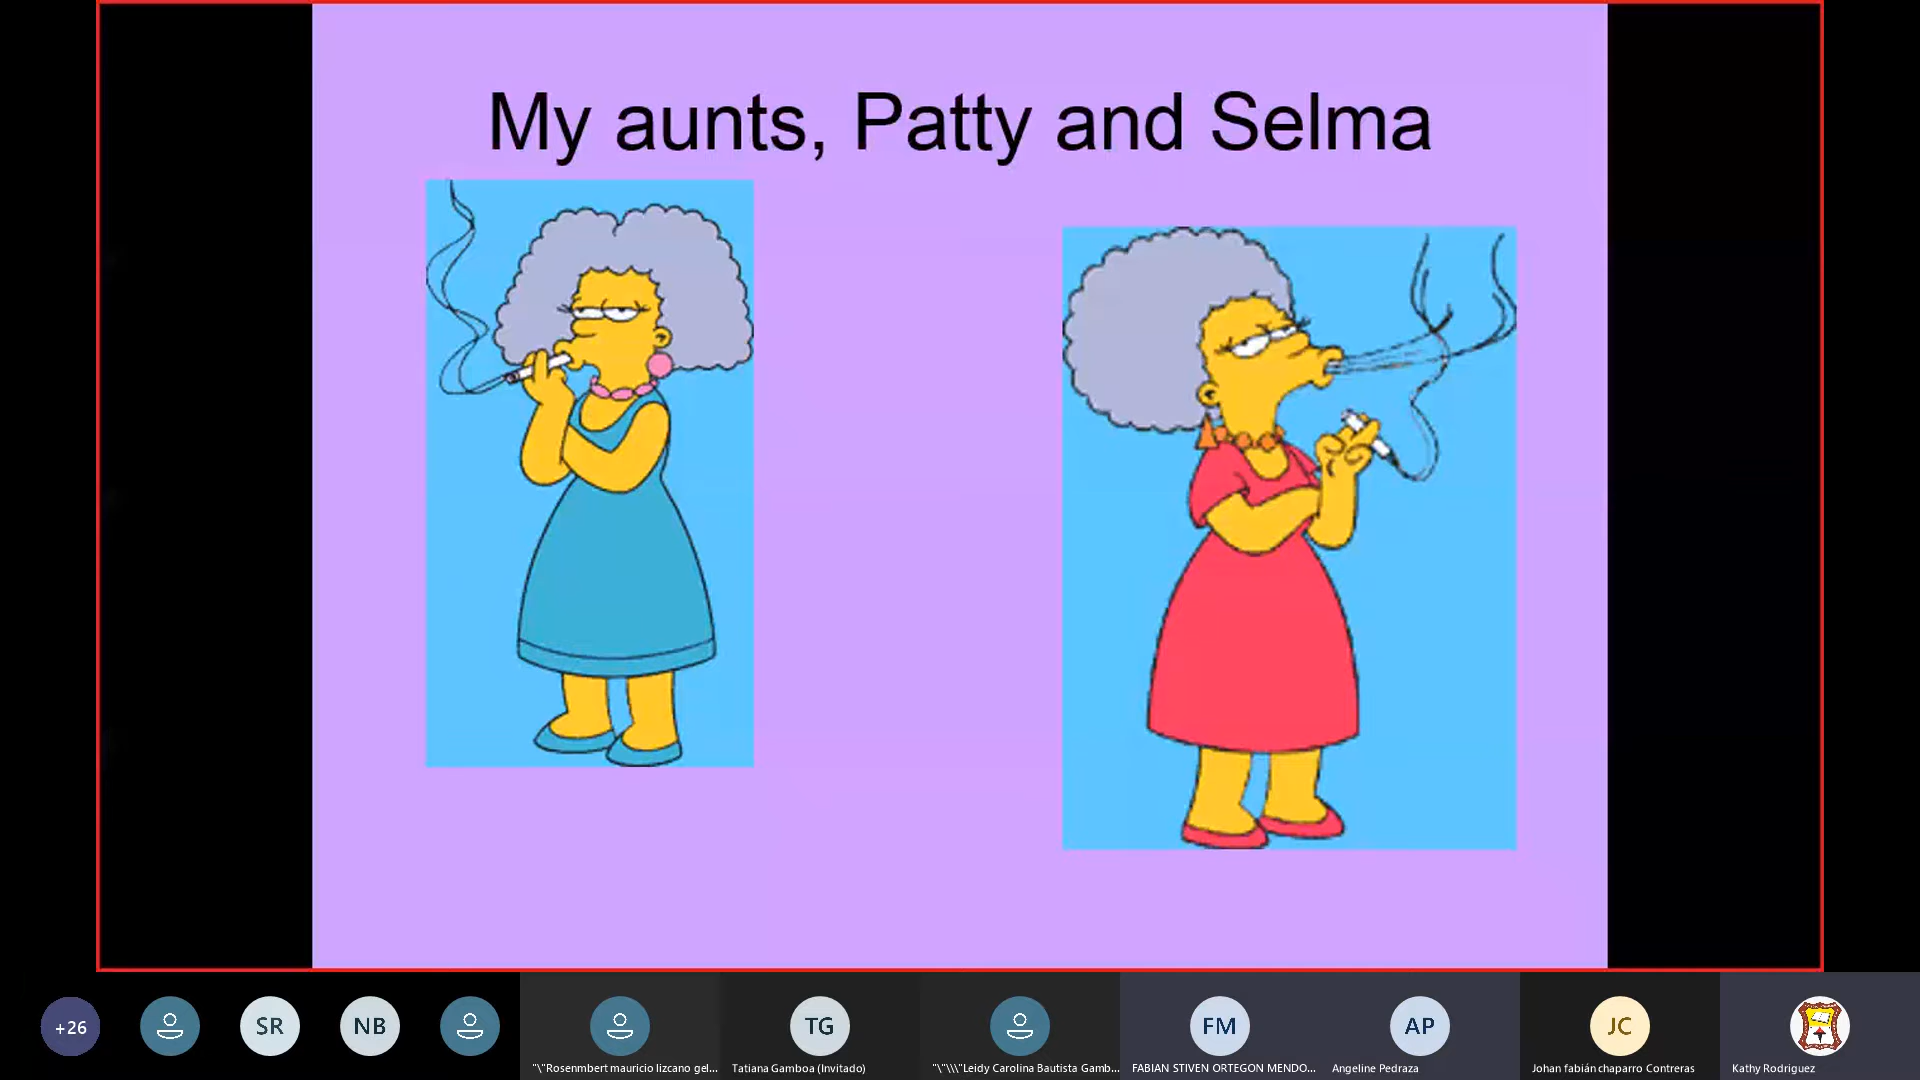 My aunts, Patty and Selma
+26
SR
NB
TG
FM
AP
JC
"\"Rosenmbert mauricio lizcano gel...
Tatiana Gamboa (Invitado)
"\"\\\"Leidy Carolina Bautista Gamb...
FABIAN STIVEN ORTEGON MENDO...
Angeline Pedraza
Johan fabián chaparro Contreras
Kathy Rodriguez